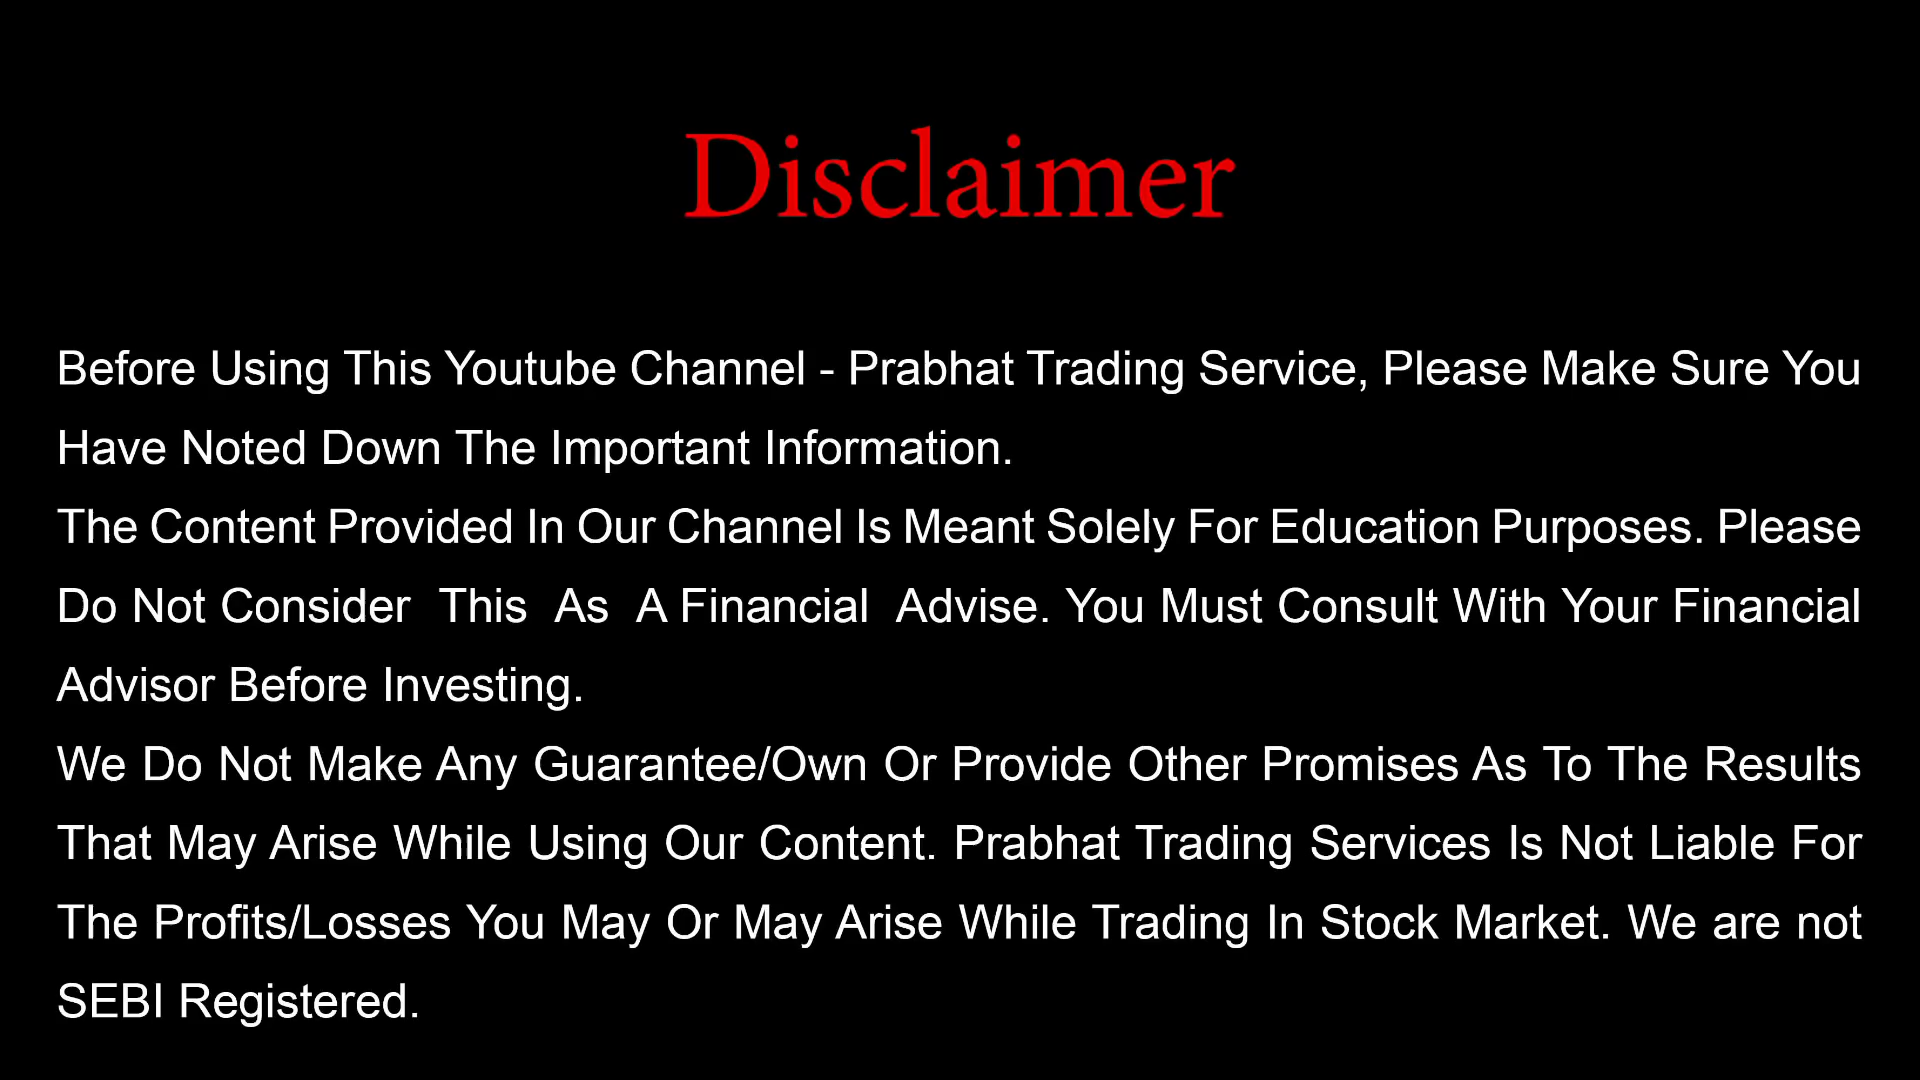 Disclaimer
Before Using This Youtube Channel - Prabhat Trading Service, Please Make Sure You
Have Noted Down The Important Information.
The Content Provided In Our Channel Is Meant Solely For Education Purposes. Please
Do Not Consider This As A Financial Advise. You Must Consult With Your Financial
Advisor Before Investing.
We Do Not Make Any Guarantee/Own Or Provide Other Promises As To The Results
That May Arise While Using Our Content. Prabhat Trading Services Is Not Liable For
The Profits/Losses You May Or May Arise While Trading In Stock Market. We are not
SEBI Registered.